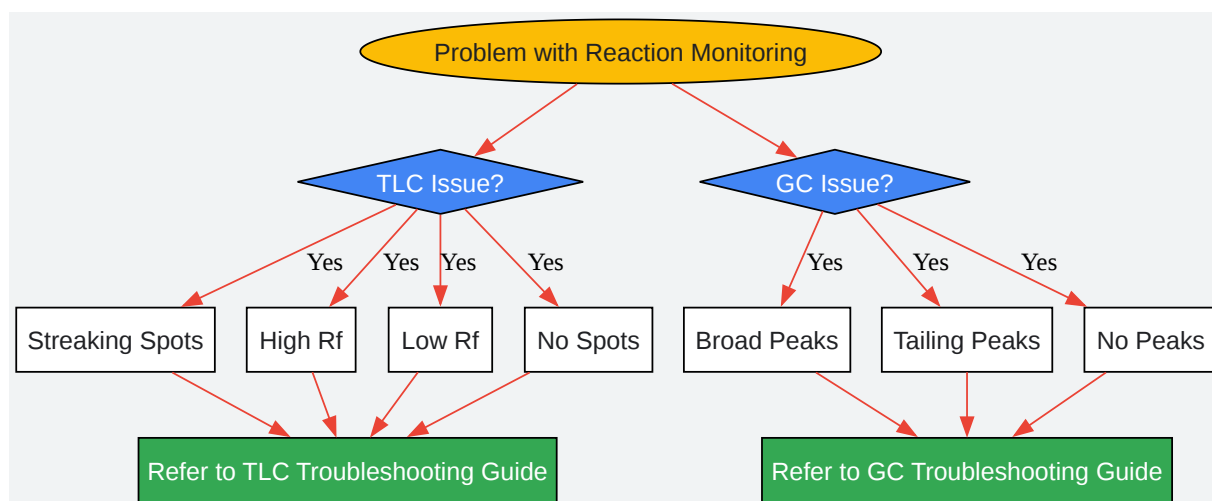 Problem with Reaction Monitoring
TLC Issue?
GC Issue?
Yes
Yes
Yes
Yes
Yes
Yes
Yes
Streaking Spots
High Rf
Low Rf
No Spots
Broad Peaks
Tailing Peaks
No Peaks
Refer to TLC Troubleshooting Guide
Refer to GC Troubleshooting Guide